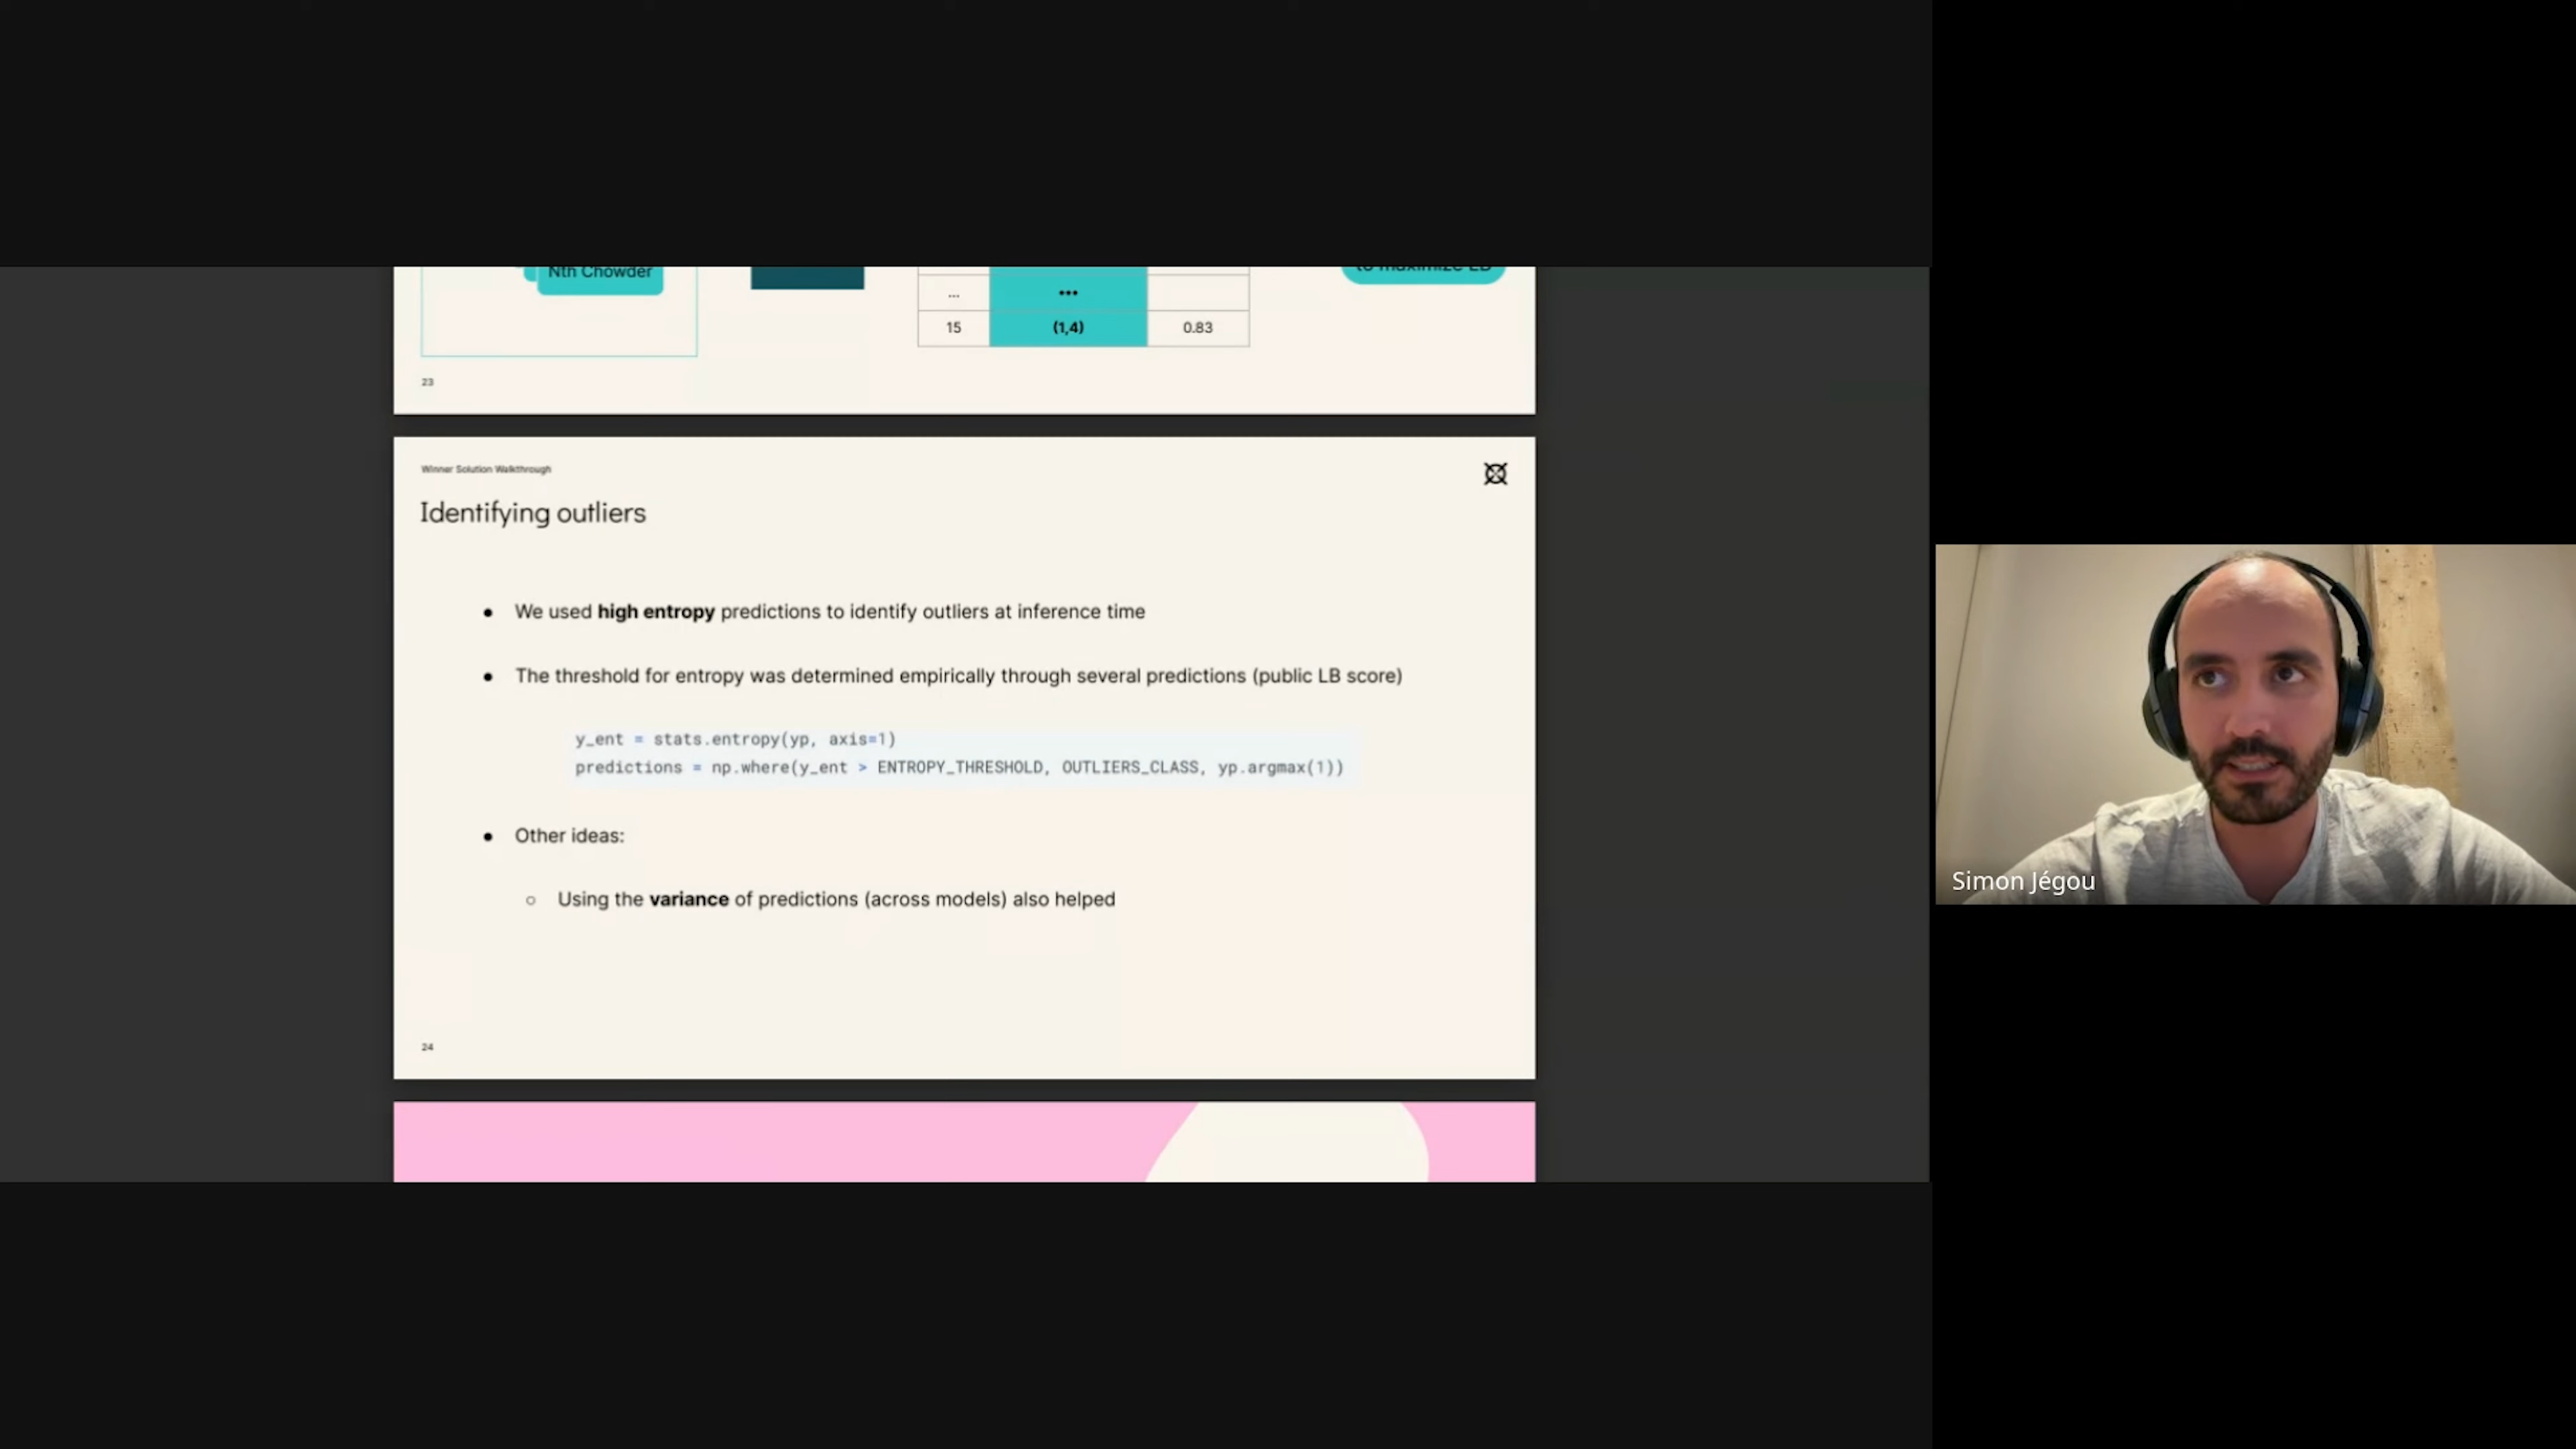 Nth Chowder
to maximize LB
... ••• 
15 (1,4) 0.83
23
Winner Solution Walkthrough
Identifying outliers
● We used high entropy predictions to identify outliers at inference time
● The threshold for entropy was determined empirically through several predictions (public LB score)
y_ent = stats.entropy(yp, axis=1)
predictions = np.where(y_ent > ENTROPY_THRESHOLD, OUTLIERS_CLASS, yp.argmax(1))
● Other ideas:
○ Using the variance of predictions (across models) also helped
Simon Jégou
24